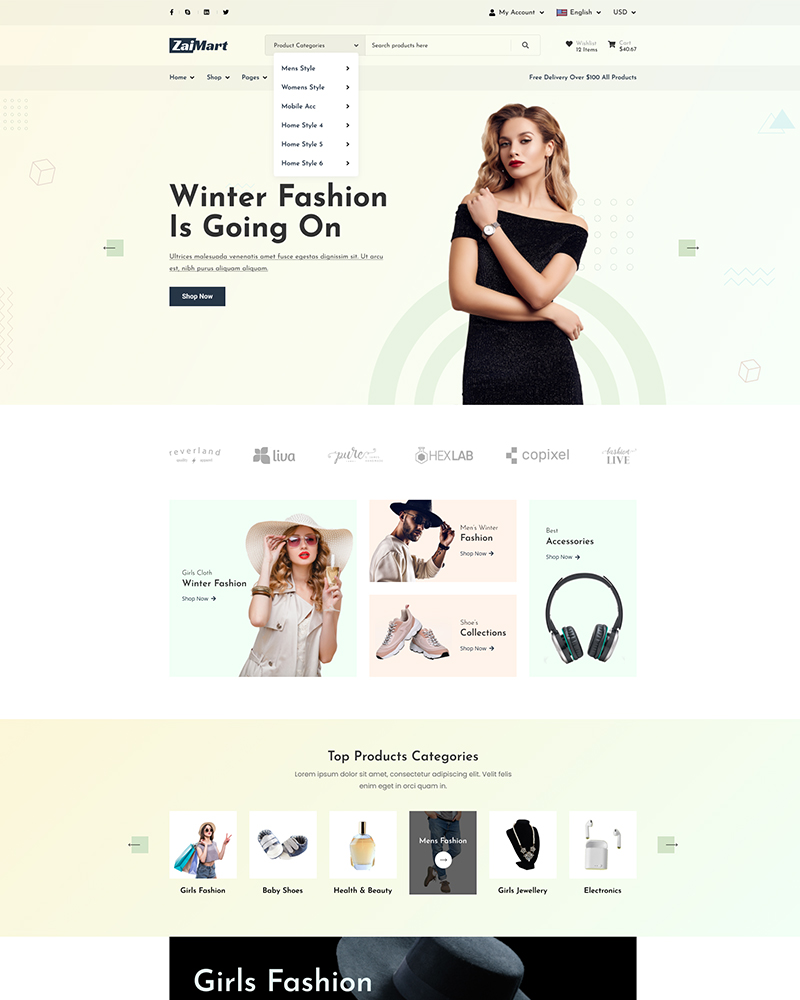 My Account
English
USD
ZaiMart
Product Categories
Search products here
Wishlist
12 Items
Cart
$40.67
Home
Shop
Pages
Free Delivery Over $100 All Products
Mens Style
Womens Style
Mobile Acc
Home Style 4
Home Style 5
Home Style 6
Winter Fashion
Is Going On
Ultrices malesuada venenatis amet fusce egestas dignissim sit. Ut arcu
est, nibh purus aliquam aliquam.
Shop Now
reverland
liva
pure
HEXLAB
copixel
fashion
LIVE
Girls Cloth
Winter Fashion
Shop Now
Men's Winter
Fashion
Shop Now
Shoe's
Collections
Shop Now
Best
Accessories
Shop Now
Top Products Categories
Lorem ipsum dolor sit amet, consectetur adipiscing elit. Velit felis
enim eget in orci quam in.
Girls Fashion
Baby Shoes
Health & Beauty
Mens Fashion
Girls Jewellery
Electronics
Girls Fashion